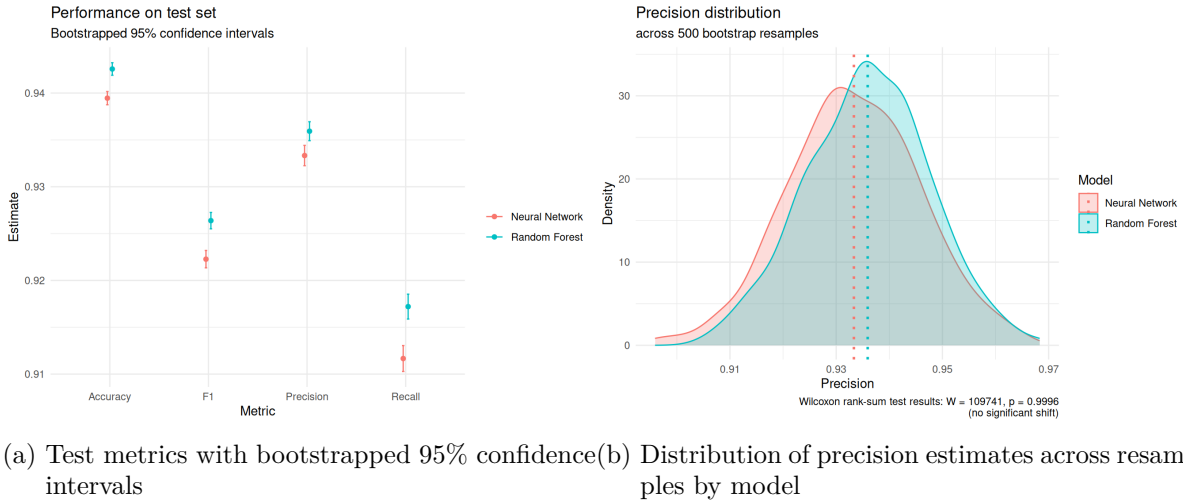 Performance on test set
Bootstrapped 95% confidence intervals
0.94
0.93
0.92
0.91
Estimate
Accuracy
F1
Precision
Recall
Metric
Neural Network
Random Forest
Precision distribution
across 500 bootstrap resamples
30
20
10
0
Density
0.91
0.93
0.95
0.97
Precision
Wilcoxon rank-sum test results: W = 109741, p = 0.9996
(no significant shift)
Model
Neural Network
Random Forest
(a) Test metrics with bootstrapped 95% confidence
intervals
(b) Distribution of precision estimates across resam
ples by model